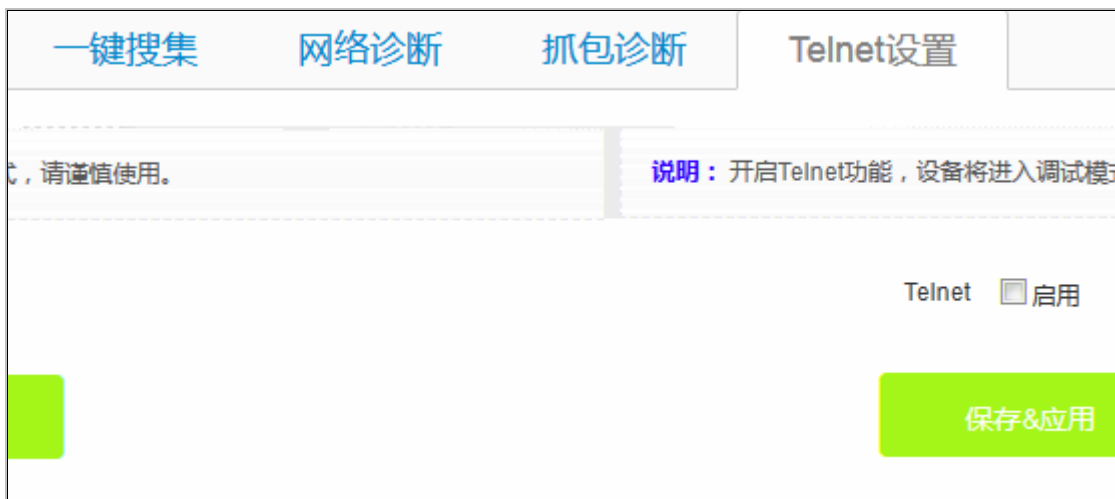 一键搜集 网络诊断 抓包诊断 Telnet设置
，请谨慎使用。 说明： 开启Telnet功能，设备将进入调试模
Telnet 启用
保存&应用